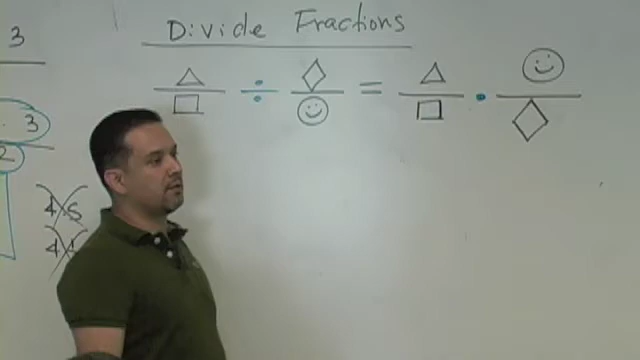 3
Divide Fractions
÷ = •
. 3
2
4 5
4